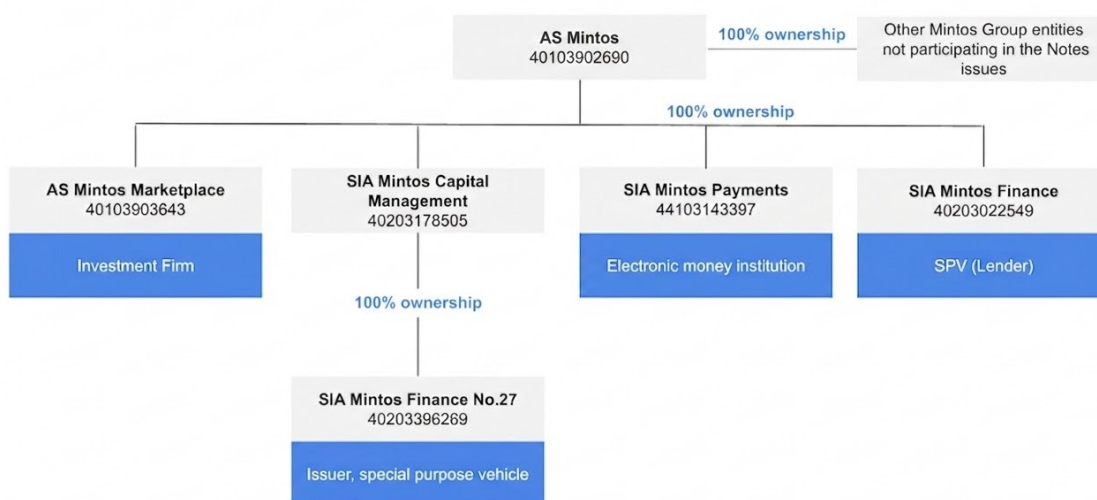 AS Mintos
40103902690
100% ownership
Other Mintos Group entities
not participating in the Notes
issues
100% ownership
AS Mintos Marketplace
40103903643
Investment Firm
SIA Mintos Capital
Management
40203178505
SIA Mintos Payments
44103143397
Electronic money institution
SIA Mintos Finance
40203022549
SPV (Lender)
100% ownership
SIA Mintos Finance No.27
40203396269
Issuer, special purpose vehicle